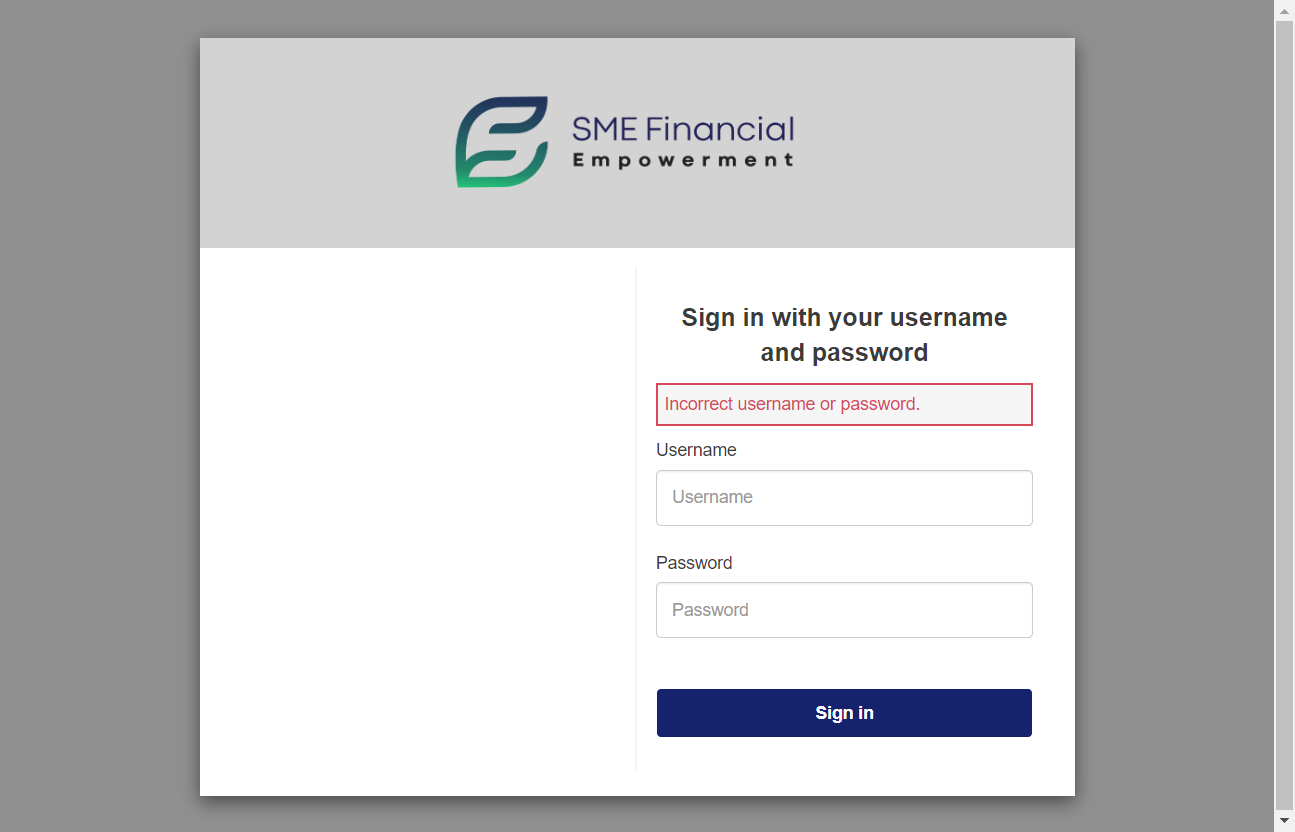 SME Financial
Empowerment
Sign in with your username
and password
Incorrect username or password.
Username
Username
Password
Password
Sign in